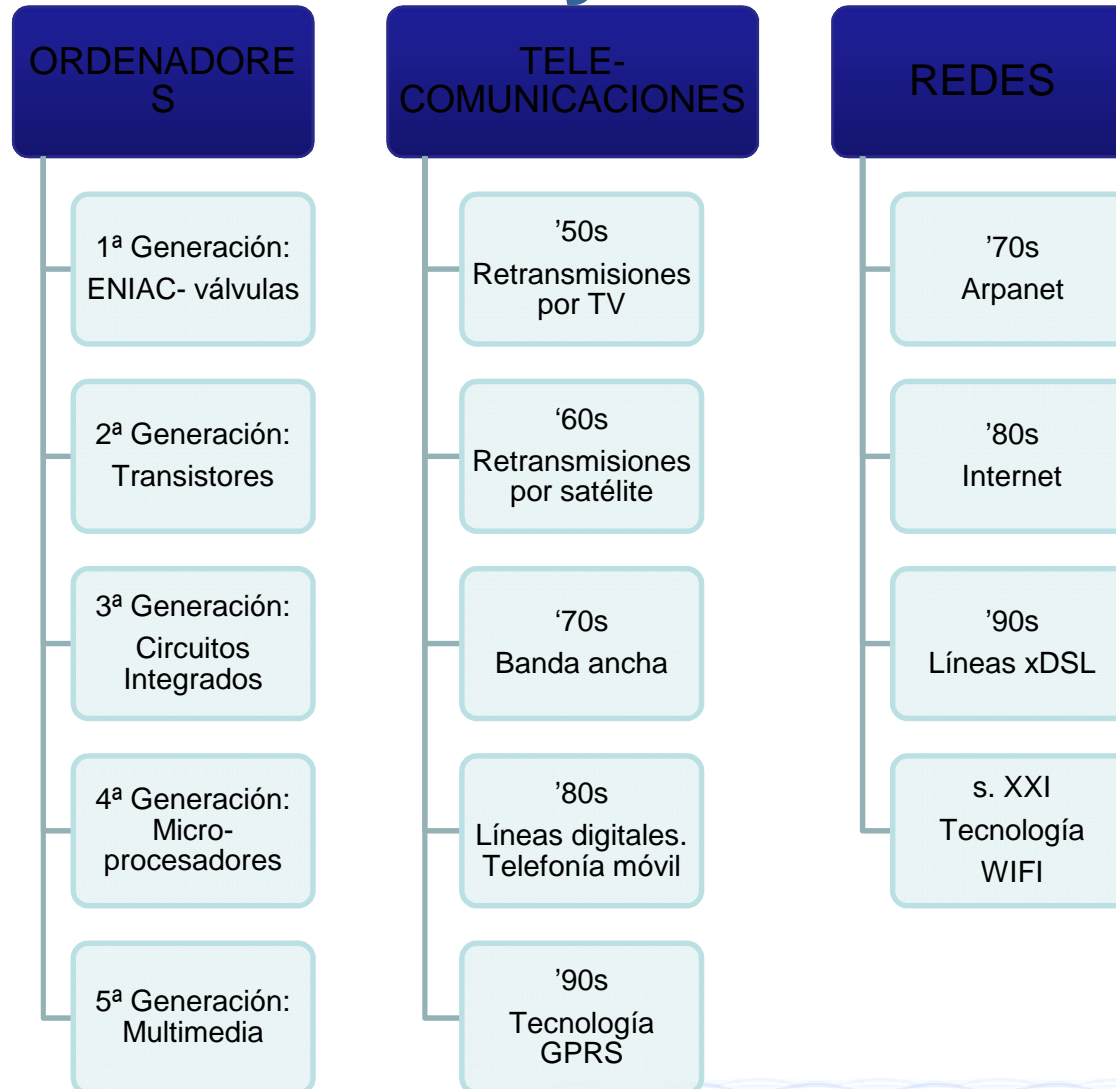 ORDENADORE
S
1ª Generación:
ENIAC- válvulas
2ª Generación:
Transistores
3ª Generación:
Circuitos
Integrados
4ª Generación:
Micro-
procesadores
5ª Generación:
Multimedia
TELE-
COMUNICACIONES
’50s
Retransmisiones
por TV
‘60s
Retransmisiones
por satélite
‘70s
Banda ancha
’80s
Líneas digitales.
Telefonía móvil
’90s
Tecnología
GPRS
REDES
’70s
Arpanet
’80s
Internet
’90s
Líneas xDSL
s. XXI
Tecnología
WIFI